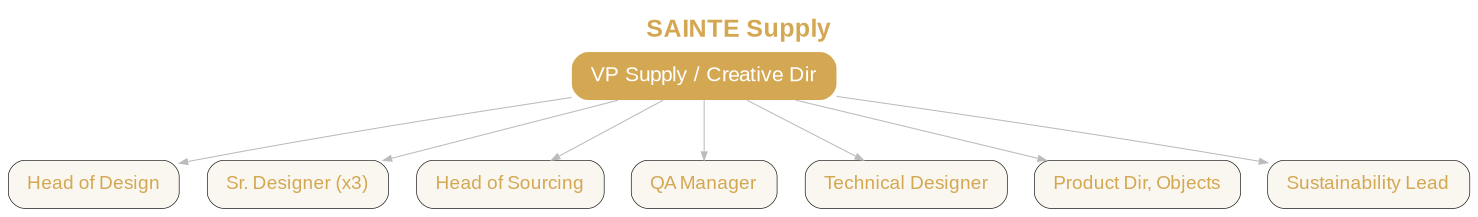 SAINTE Supply
VP Supply / Creative Dir
Head of Design
Sr. Designer (x3)
Head of Sourcing
QA Manager
Technical Designer
Product Dir, Objects
Sustainability Lead